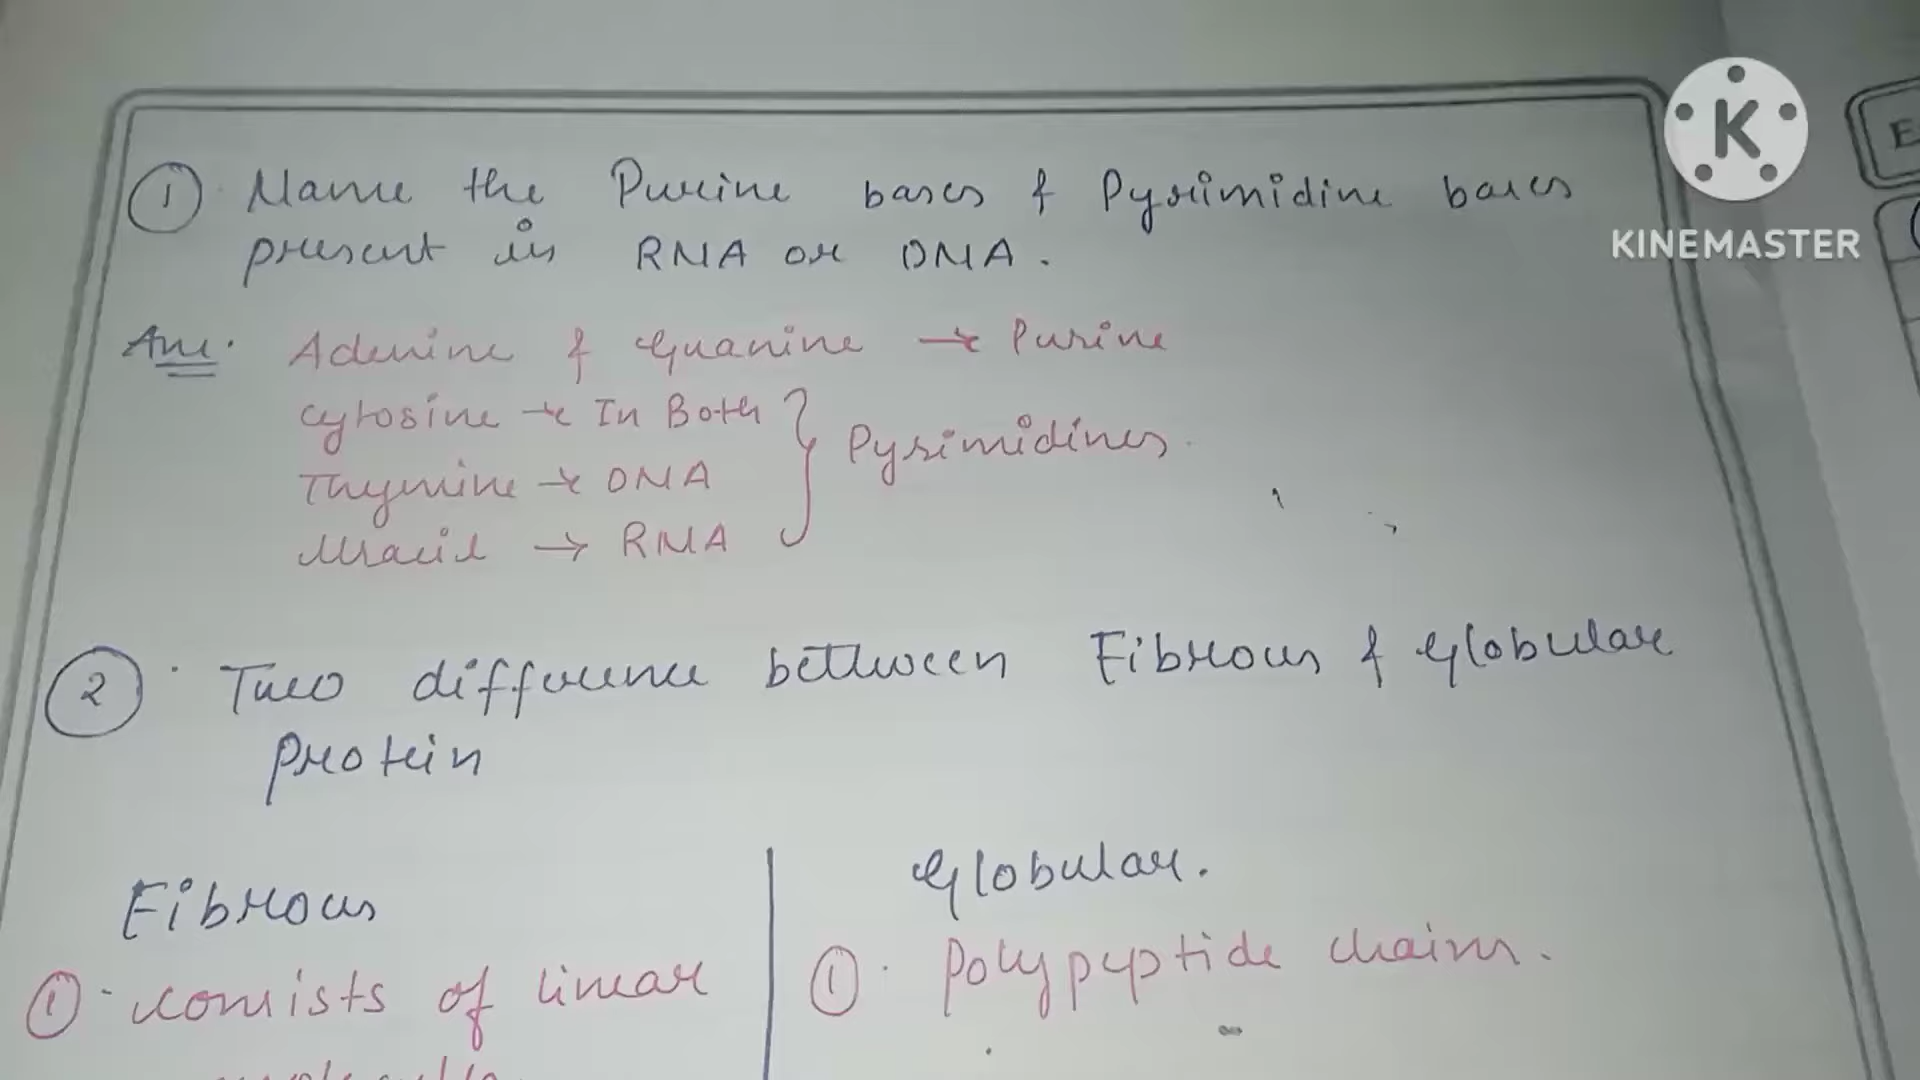 ① Name the Purine bases & Pyrimidine bases
present in RNA or DNA.
Ans. Adenine & Guanine → Purine
Cytosine → In Both
Thymine → DNA
Uracil → RNA
} Pyrimidines.
② Two difference between Fibrous & Globular
protein
Fibrous
① consists of linear
Globular.
① Polypeptide chains.
KINEMASTER
K
E